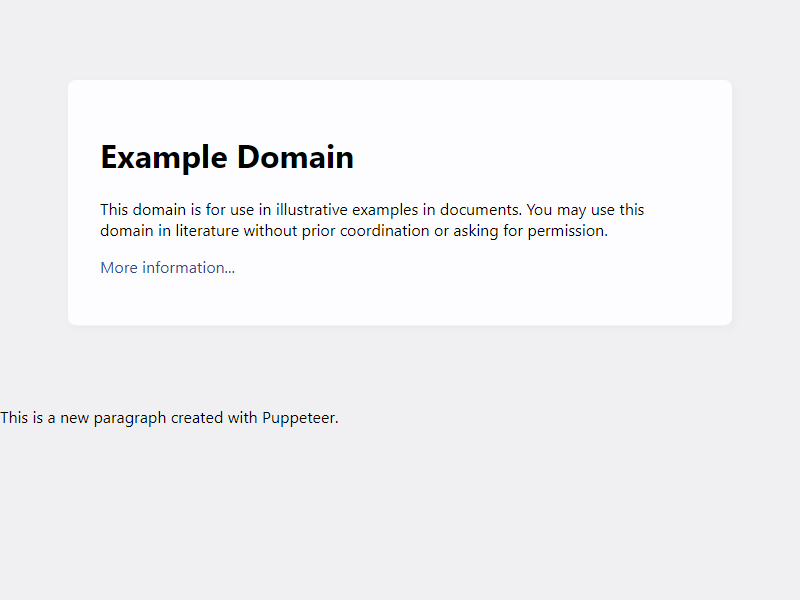 Example Domain
This domain is for use in illustrative examples in documents. You may use this
domain in literature without prior coordination or asking for permission.
More information...
This is a new paragraph created with Puppeteer.